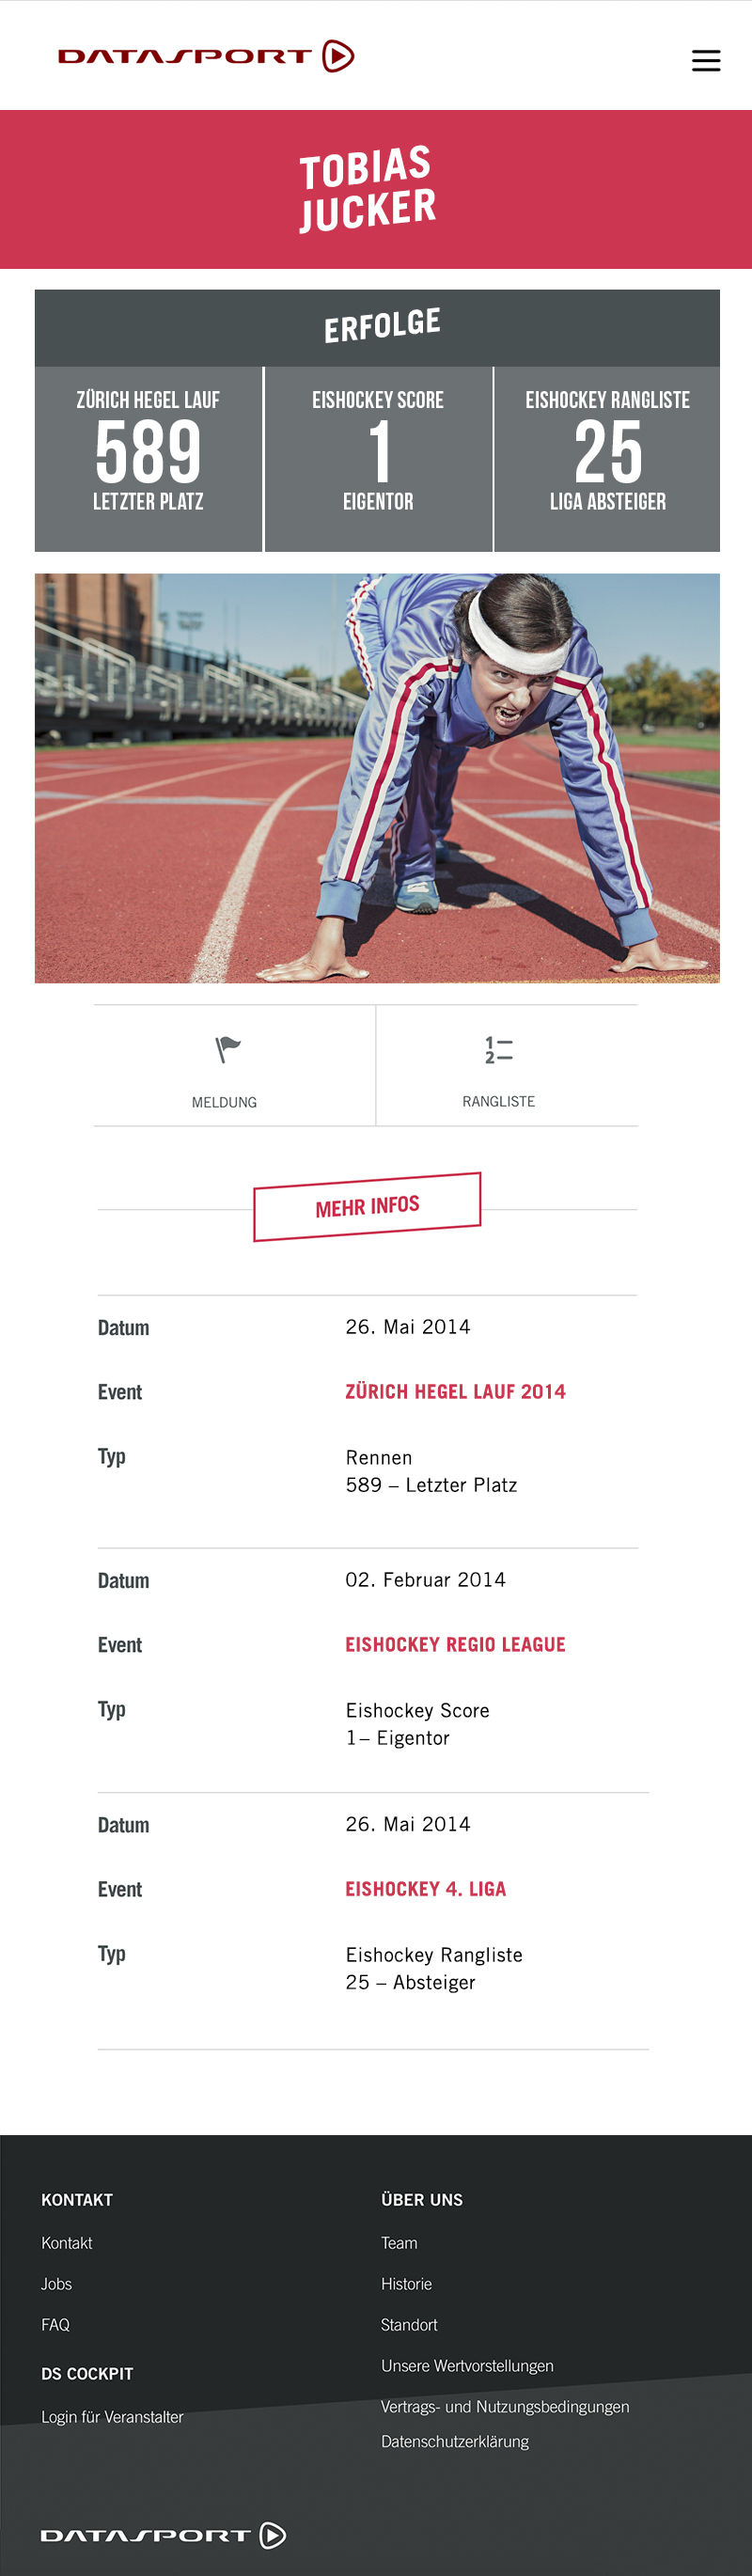 DATASPORT
TOBIAS
JUCKER
ERFOLGE
ZÜRICH HEGEL LAUF
589
LETZTER PLATZ
EISHOCKEY SCORE
1
EIGENTOR
EISHOCKEY RANGLISTE
25
LIGA ABSTEIGER
1
2
MELDUNG
RANGLISTE
MEHR INFOS
Datum
26. Mai 2014
Event
ZÜRICH HEGEL LAUF 2014
Typ
Rennen
589 – Letzter Platz
Datum
02. Februar 2014
Event
EISHOCKEY REGIO LEAGUE
Typ
Eishockey Score
1– Eigentor
Datum
26. Mai 2014
Event
EISHOCKEY 4. LIGA
Typ
Eishockey Rangliste
25 – Absteiger
KONTAKT
Kontakt
Jobs
FAQ
DS COCKPIT
Login für Veranstalter
ÜBER UNS
Team
Historie
Standort
Unsere Wertvorstellungen
Vertrags- und Nutzungsbedingungen
Datenschutzerklärung
DATASPORT